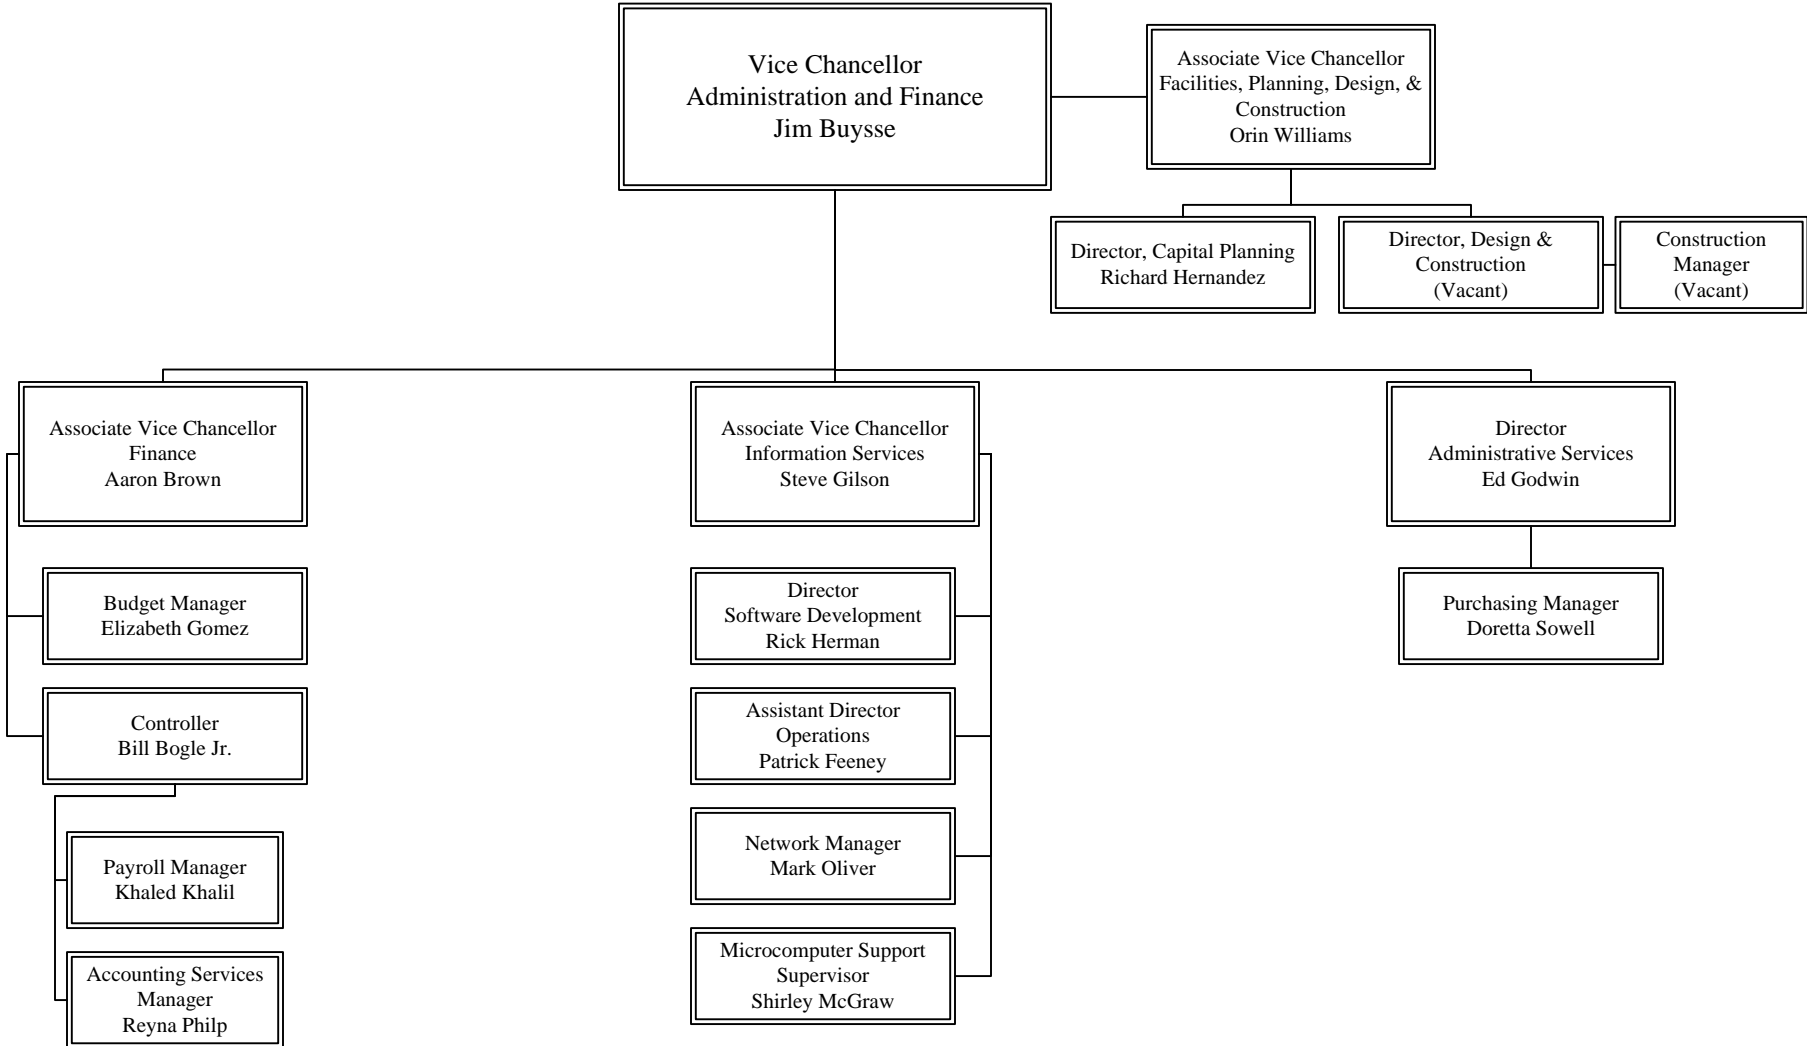 Vice Chancellor
Administration and Finance
Jim Buysse
Associate Vice Chancellor
Facilities, Planning, Design, &
Construction
Orin Williams
Director, Capital Planning
Richard Hernandez
Director, Design &
Construction
(Vacant)
Construction
Manager
(Vacant)
Associate Vice Chancellor
Finance
Aaron Brown
Budget Manager
Elizabeth Gomez
Controller
Bill Bogle Jr.
Payroll Manager
Khaled Khalil
Accounting Services
Manager
Reyna Philp
Associate Vice Chancellor
Information Services
Steve Gilson
Director
Software Development
Rick Herman
Assistant Director
Operations
Patrick Feeney
Network Manager
Mark Oliver
Microcomputer Support
Supervisor
Shirley McGraw
Director
Administrative Services
Ed Godwin
Purchasing Manager
Doretta Sowell